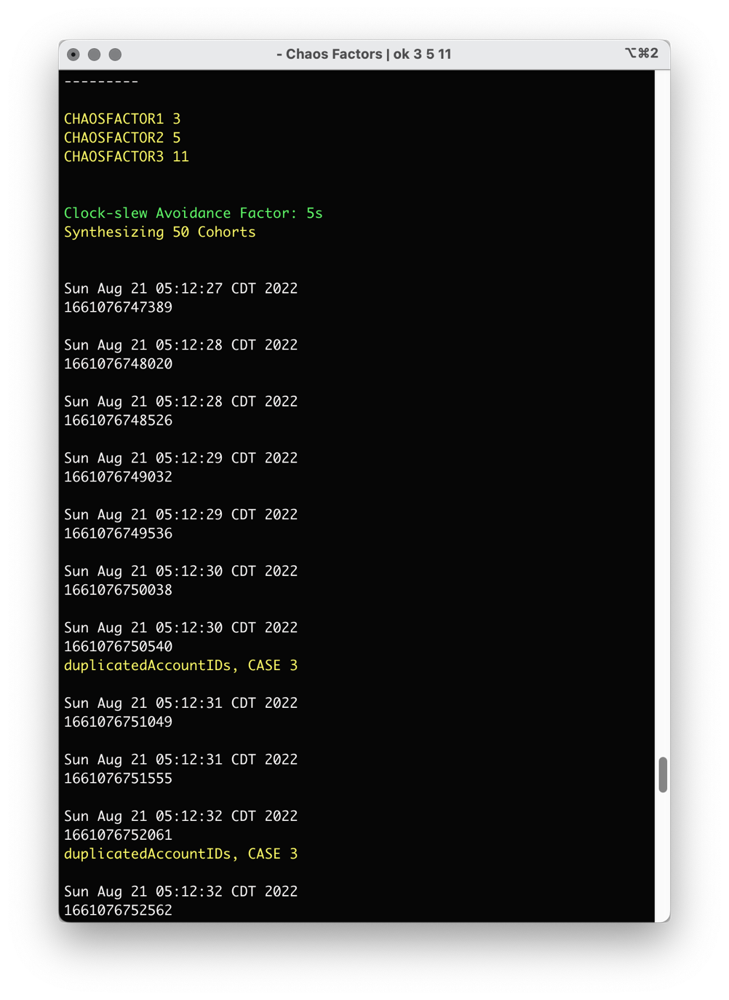 - Chaos Factors | ok 3 5 11
⌥⌘2
---------
CHAOSFACTOR1 3
CHAOSFACTOR2 5
CHAOSFACTOR3 11
Clock-slew Avoidance Factor: 5s
Synthesizing 50 Cohorts
Sun Aug 21 05:12:27 CDT 2022
1661076747389
Sun Aug 21 05:12:28 CDT 2022
1661076748020
Sun Aug 21 05:12:28 CDT 2022
1661076748526
Sun Aug 21 05:12:29 CDT 2022
1661076749032
Sun Aug 21 05:12:29 CDT 2022
1661076749536
Sun Aug 21 05:12:30 CDT 2022
1661076750038
Sun Aug 21 05:12:30 CDT 2022
1661076750540
duplicatedAccountIDs, CASE 3
Sun Aug 21 05:12:31 CDT 2022
1661076751049
Sun Aug 21 05:12:31 CDT 2022
1661076751555
Sun Aug 21 05:12:32 CDT 2022
1661076752061
duplicatedAccountIDs, CASE 3
Sun Aug 21 05:12:32 CDT 2022
1661076752562